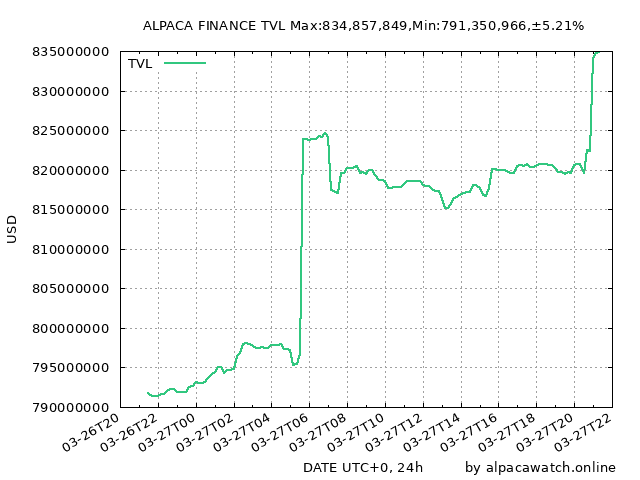 ALPACA FINANCE TVL Max:834,857,849,Min:791,350,966,±5.21%
835000000
TVL
830000000
825000000
820000000
815000000
USD
810000000
805000000
800000000
795000000
790000000
03-26T20
03-26T22
03-27T00
03-27T02
03-27T04
03-27T06
03-27T08
03-27T10
03-27T12
03-27T14
03-27T16
03-27T18
03-27T20
03-27T22
DATE UTC+0, 24h
by alpacawatch.online